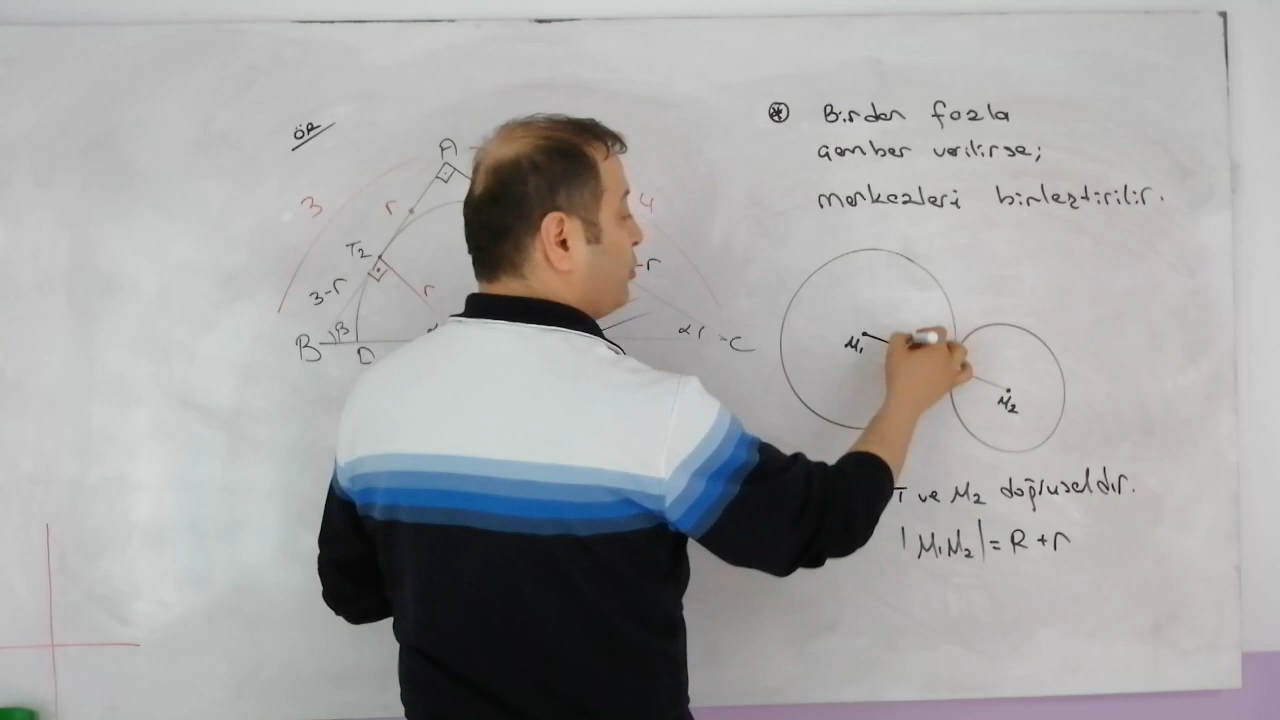 ÖR
A
3
r
4
T2
3-r
r
-r
B
β
D
α
C
⊛ Birden fazla
çember verilirse;
merkezleri birleştirilir.
M1
M2
T ve M2 doğrusaldır.
|M1M2| = R + r